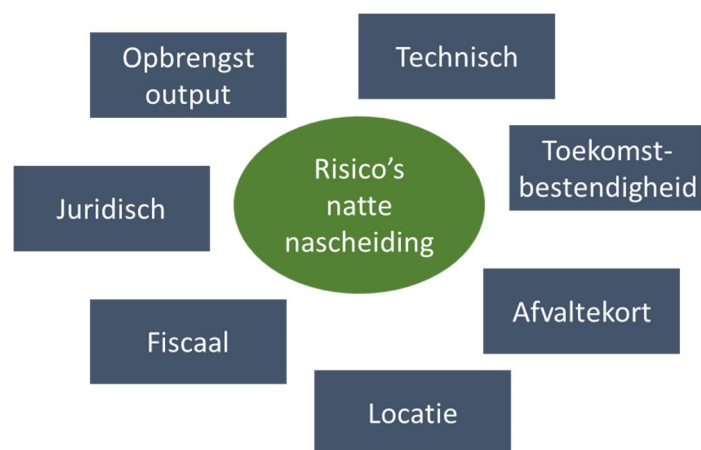 Opbrengst
output
Technisch
Risico's
natte
nascheiding
Toekomst-
bestendigheid
Juridisch
Afvaltekort
Fiscaal
Locatie